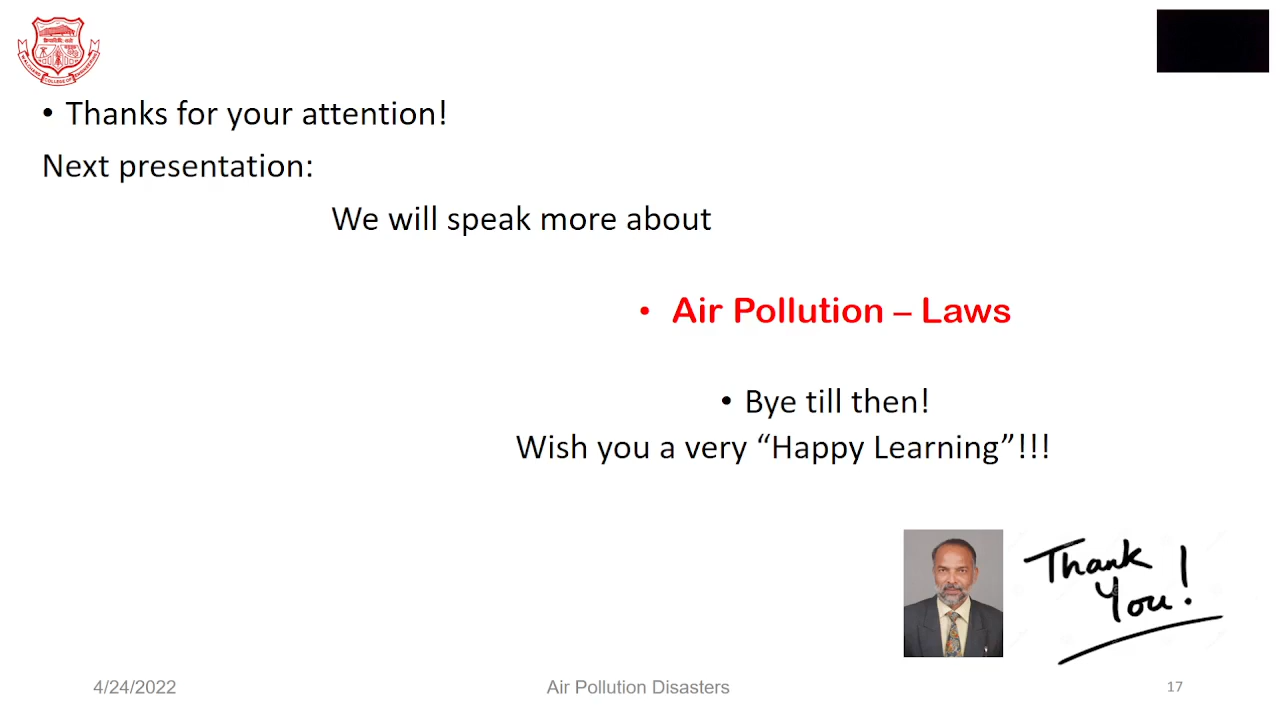 • Thanks for your attention!
Next presentation:
We will speak more about
• Air Pollution – Laws
• Bye till then!
Wish you a very “Happy Learning”!!!
Thank
You!
4/24/2022
Air Pollution Disasters
17